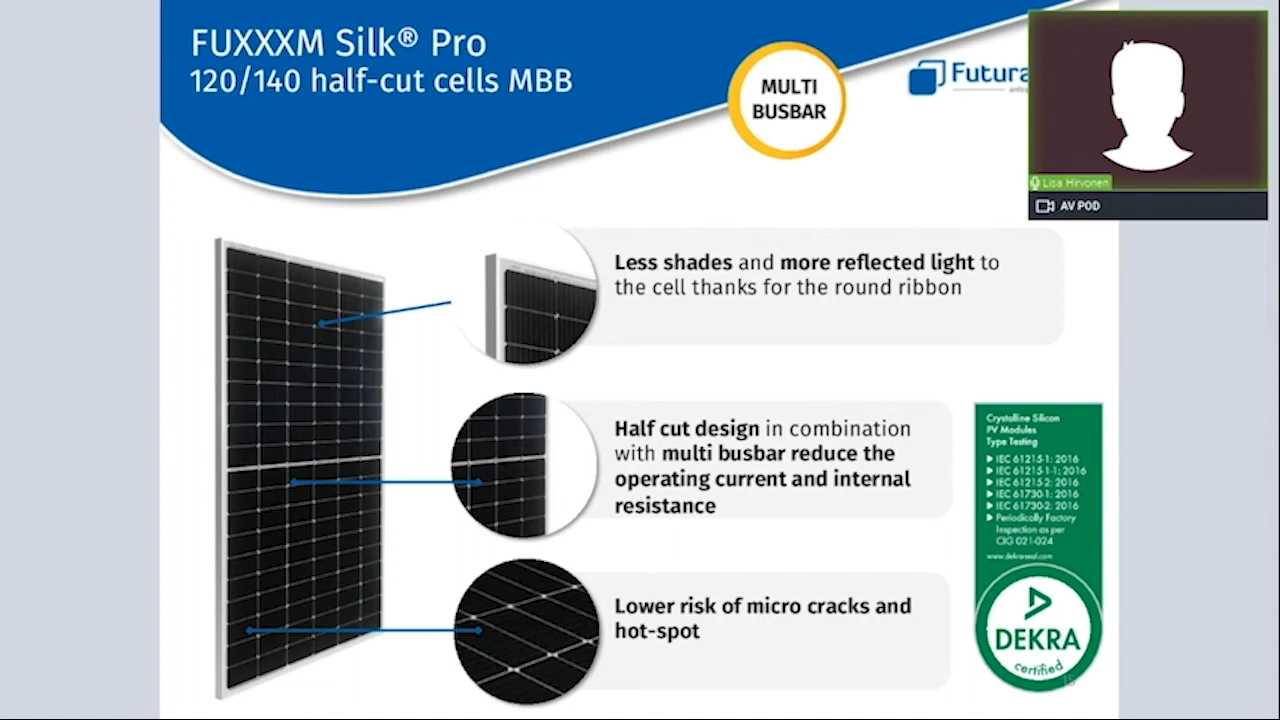 FUXXXM Silk® Pro
120/140 half-cut cells MBB
MULTI
BUSBAR
Futura
Lisa Hirvonen
AV POD
Less shades and more reflected light to
the cell thanks for the round ribbon
Half cut design in combination
with multi busbar reduce the
operating current and internal
resistance
Lower risk of micro cracks and
hot-spot
Crystalline Silicon
PV Modules
Type Testing
IEC 61215-1: 2016
IEC 61215-1-1; 2016
IEC 61215-2: 2016
IEC 61730-1: 2016
IEC 61730-2: 2016
Periodically Factory
Inspection as per
CIG 021-024
www.dekra-seal.com
DEKRA
certified
15